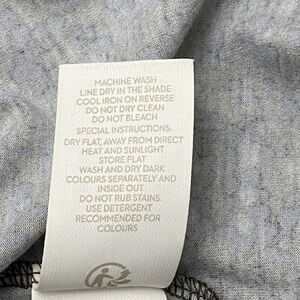 MACHINE WASH
LINE DRY IN THE SHADE
COOL IRON ON REVERSE
DO NOT DRY CLEAN
DO NOT BLEACH
SPECIAL INSTRUCTIONS:
DRY FLAT, AWAY FROM DIRECT
HEAT AND SUNLIGHT
STORE FLAT
WASH AND DRY DARK
COLOURS SEPARATELY AND
INSIDE OUT
DO NOT RUB STAINS
USE DETERGENT
RECOMMENDED FOR
COLOURS